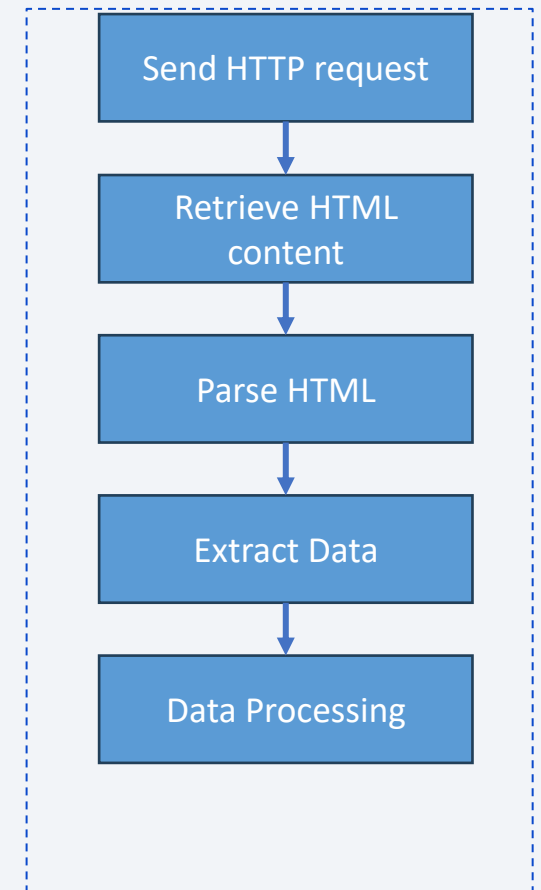 Send HTTP request
Retrieve HTML
content
Parse HTML
Extract Data
Data Processing